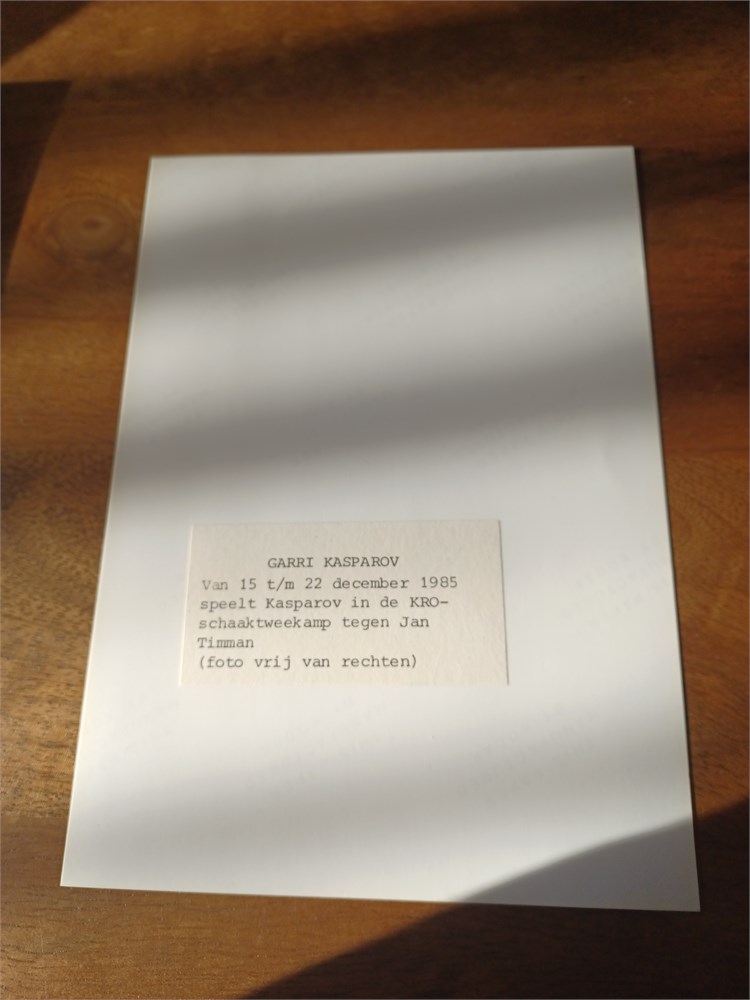 GARRI KASPAROV
Van 15 t/m 22 december 1985
speelt Kasparov in de KRO-
schaaktweekamp tegen Jan
Timman
(foto vrij van rechten)